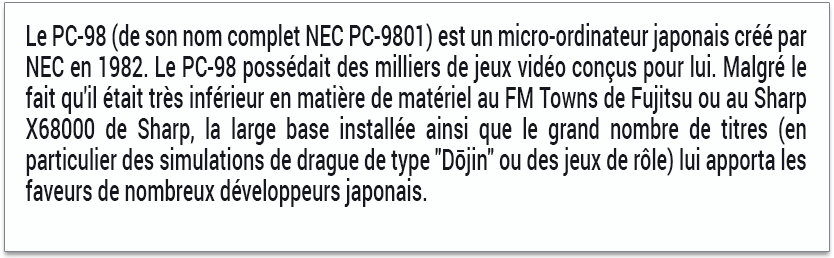 Le PC-98 (de son nom complet NEC PC-9801) est un micro-ordinateur japonais créé par
NEC en 1982. Le PC-98 possédait des milliers de jeux vidéo conçus pour lui. Malgré le
fait qu'il était très inférieur en matière de matériel au FM Towns de Fujitsu ou au Sharp
X68000 de Sharp, la large base installée ainsi que le grand nombre de titres (en
particulier des simulations de drague de type "Dōjin" ou des jeux de rôle) lui apporta les
faveurs de nombreux développeurs japonais.